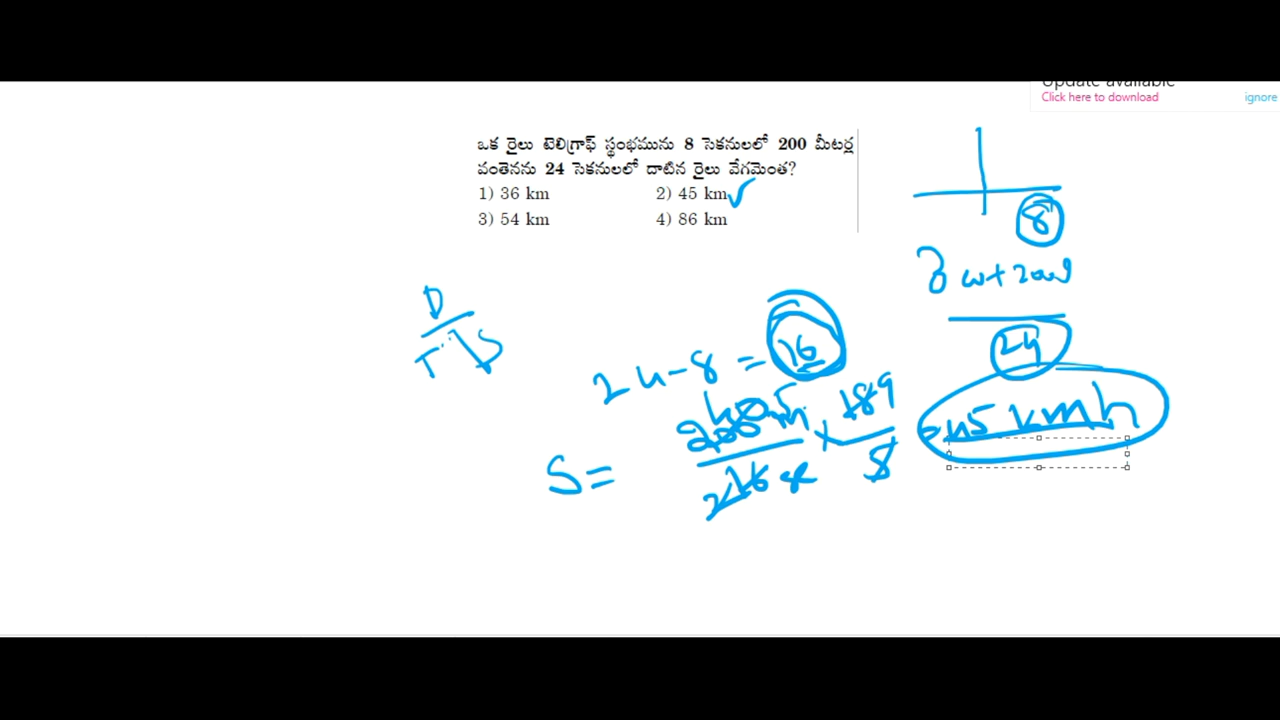 Update available
Click here to download ignore
ఒక రైలు టెలిగ్రాఫ్ స్థంభమును 8 సెకనులలో 200 మీటర్ల
వంతెనను 24 సెకనులలో దాటిన రైలు వేగమెంత?
1) 36 km 2) 45 km
3) 54 km 4) 86 km
8
24
D
T S
24-8 = 16
S =
45 kmh